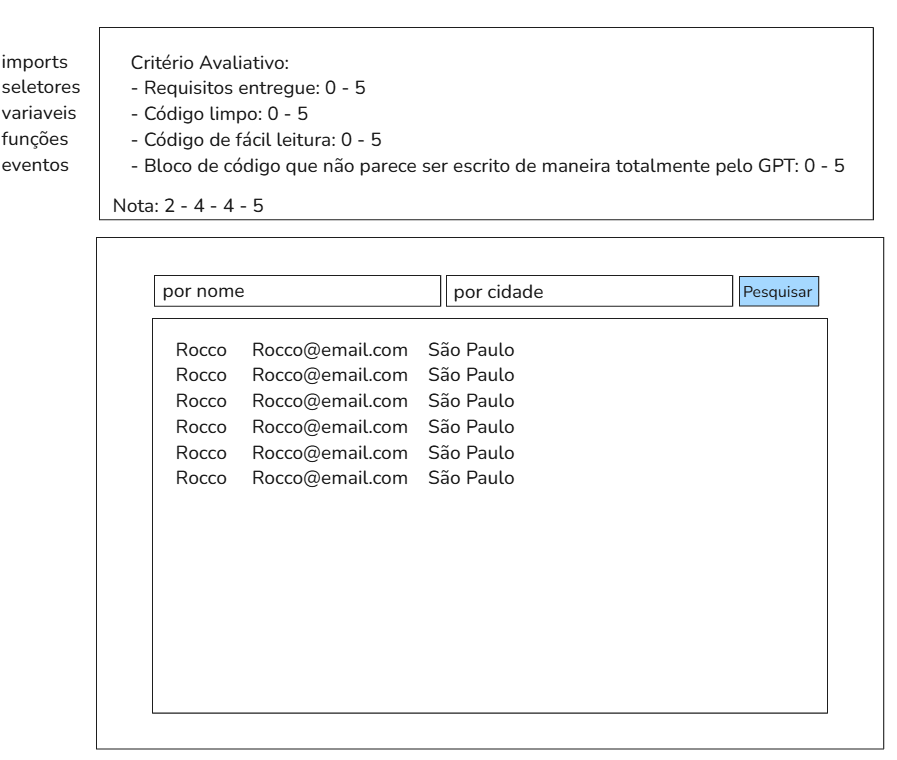 imports
seletores
variaveis
funções
eventos
Critério Avaliativo:
- Requisitos entregue: 0 - 5
- Código limpo: 0 - 5
- Código de fácil leitura: 0 - 5
- Bloco de código que não parece ser escrito de maneira totalmente pelo GPT: 0 - 5
Nota: 2 - 4 - 4 - 5
por nome por cidade Pesquisar
Rocco Rocco@email.com São Paulo
Rocco Rocco@email.com São Paulo
Rocco Rocco@email.com São Paulo
Rocco Rocco@email.com São Paulo
Rocco Rocco@email.com São Paulo
Rocco Rocco@email.com São Paulo